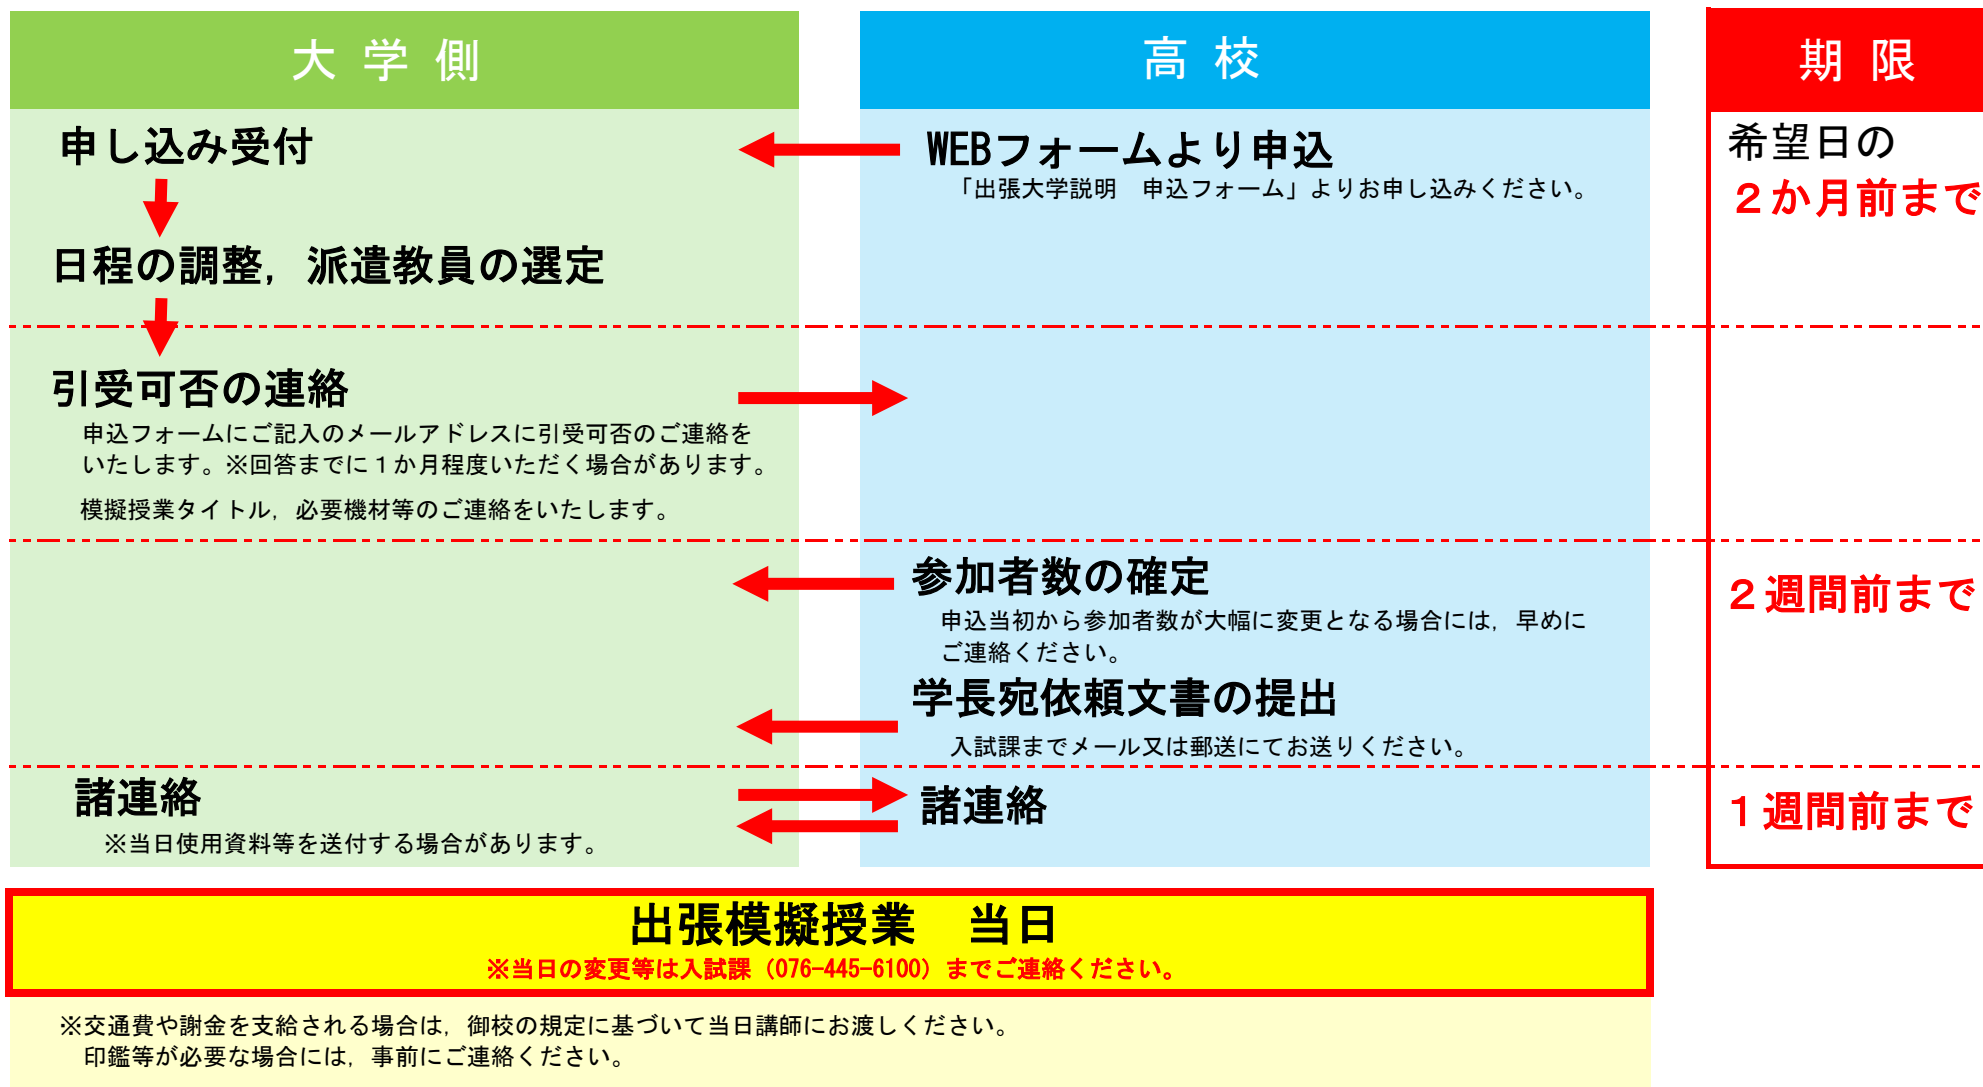 大学側
高校
期限
申し込み受付
WEBフォームより申込
「出張大学説明　申込フォーム」よりお申し込みください。
希望日の
２か月前まで
日程の調整，派遣教員の選定
引受可否の連絡
申込フォームにご記入のメールアドレスに引受可否のご連絡を
いたします。※回答までに１か月程度いただく場合があります。
模擬授業タイトル，必要機材等のご連絡をいたします。
参加者数の確定
申込当初から参加者数が大幅に変更となる場合には，早めに
ご連絡ください。
２週間前まで
学長宛依頼文書の提出
入試課までメール又は郵送にてお送りください。
諸連絡
※当日使用資料等を送付する場合があります。
諸連絡
１週間前まで
出張模擬授業　当日
※当日の変更等は入試課（076-445-6100）までご連絡ください。
※交通費や謝金を支給される場合は，御校の規定に基づいて当日講師にお渡しください。
印鑑等が必要な場合には，事前にご連絡ください。